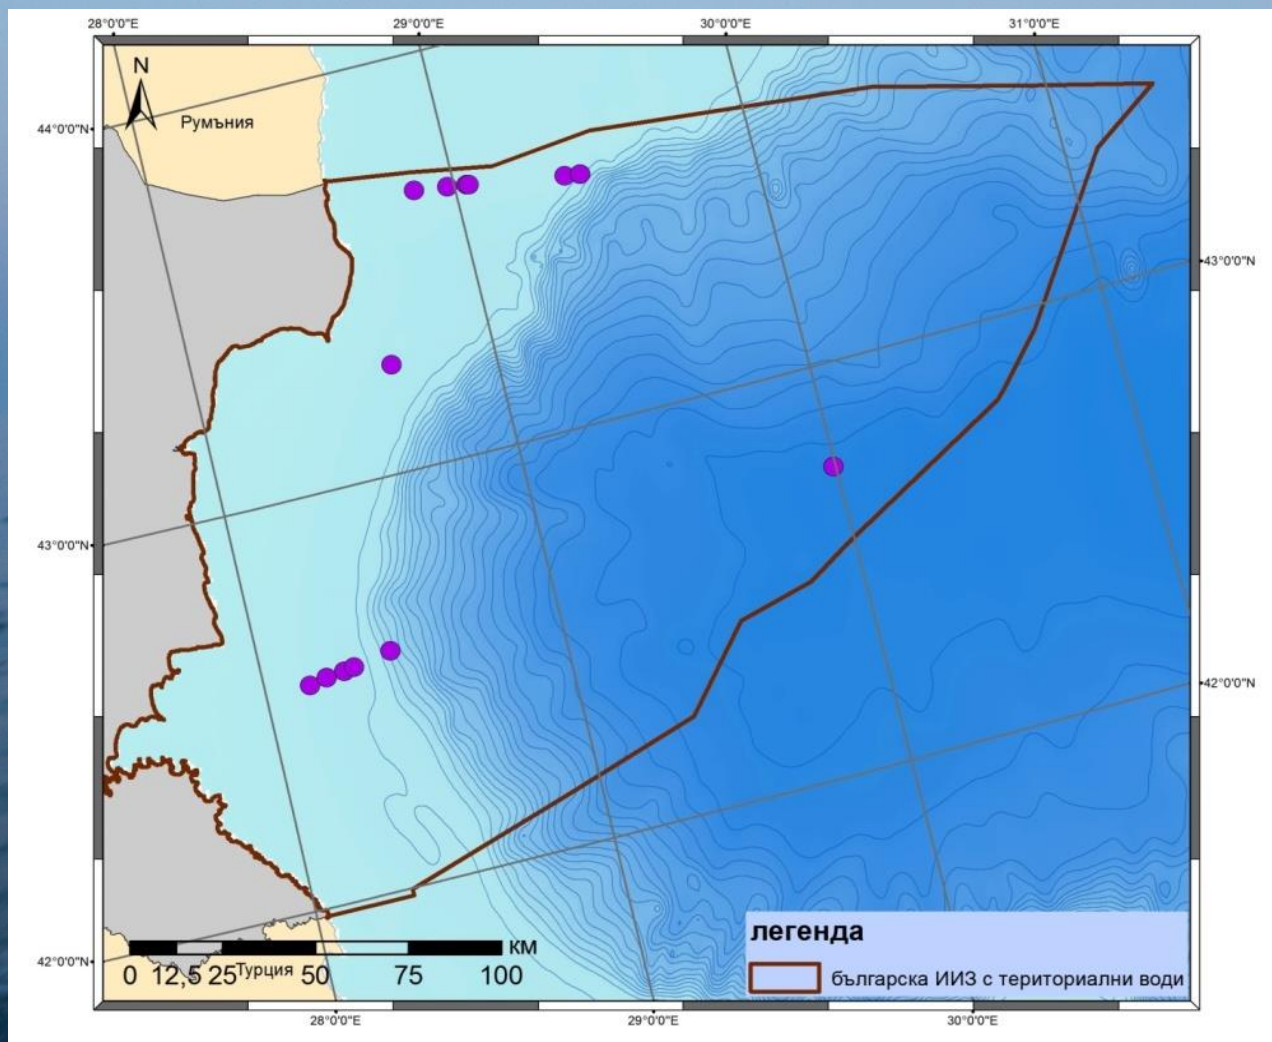 28°0'0"E 29°0'0"E 30°0'0"E 31°0'0"E
N
Румъния
44°0'0"N
43°0'0"N
43°0'0"N
42°0'0"N
легенда
българска ИИЗ с териториални води
42°0'0"N
КМ
0 12,5 25 Турция 50 75 100
28°0'0"E 29°0'0"E 30°0'0"E